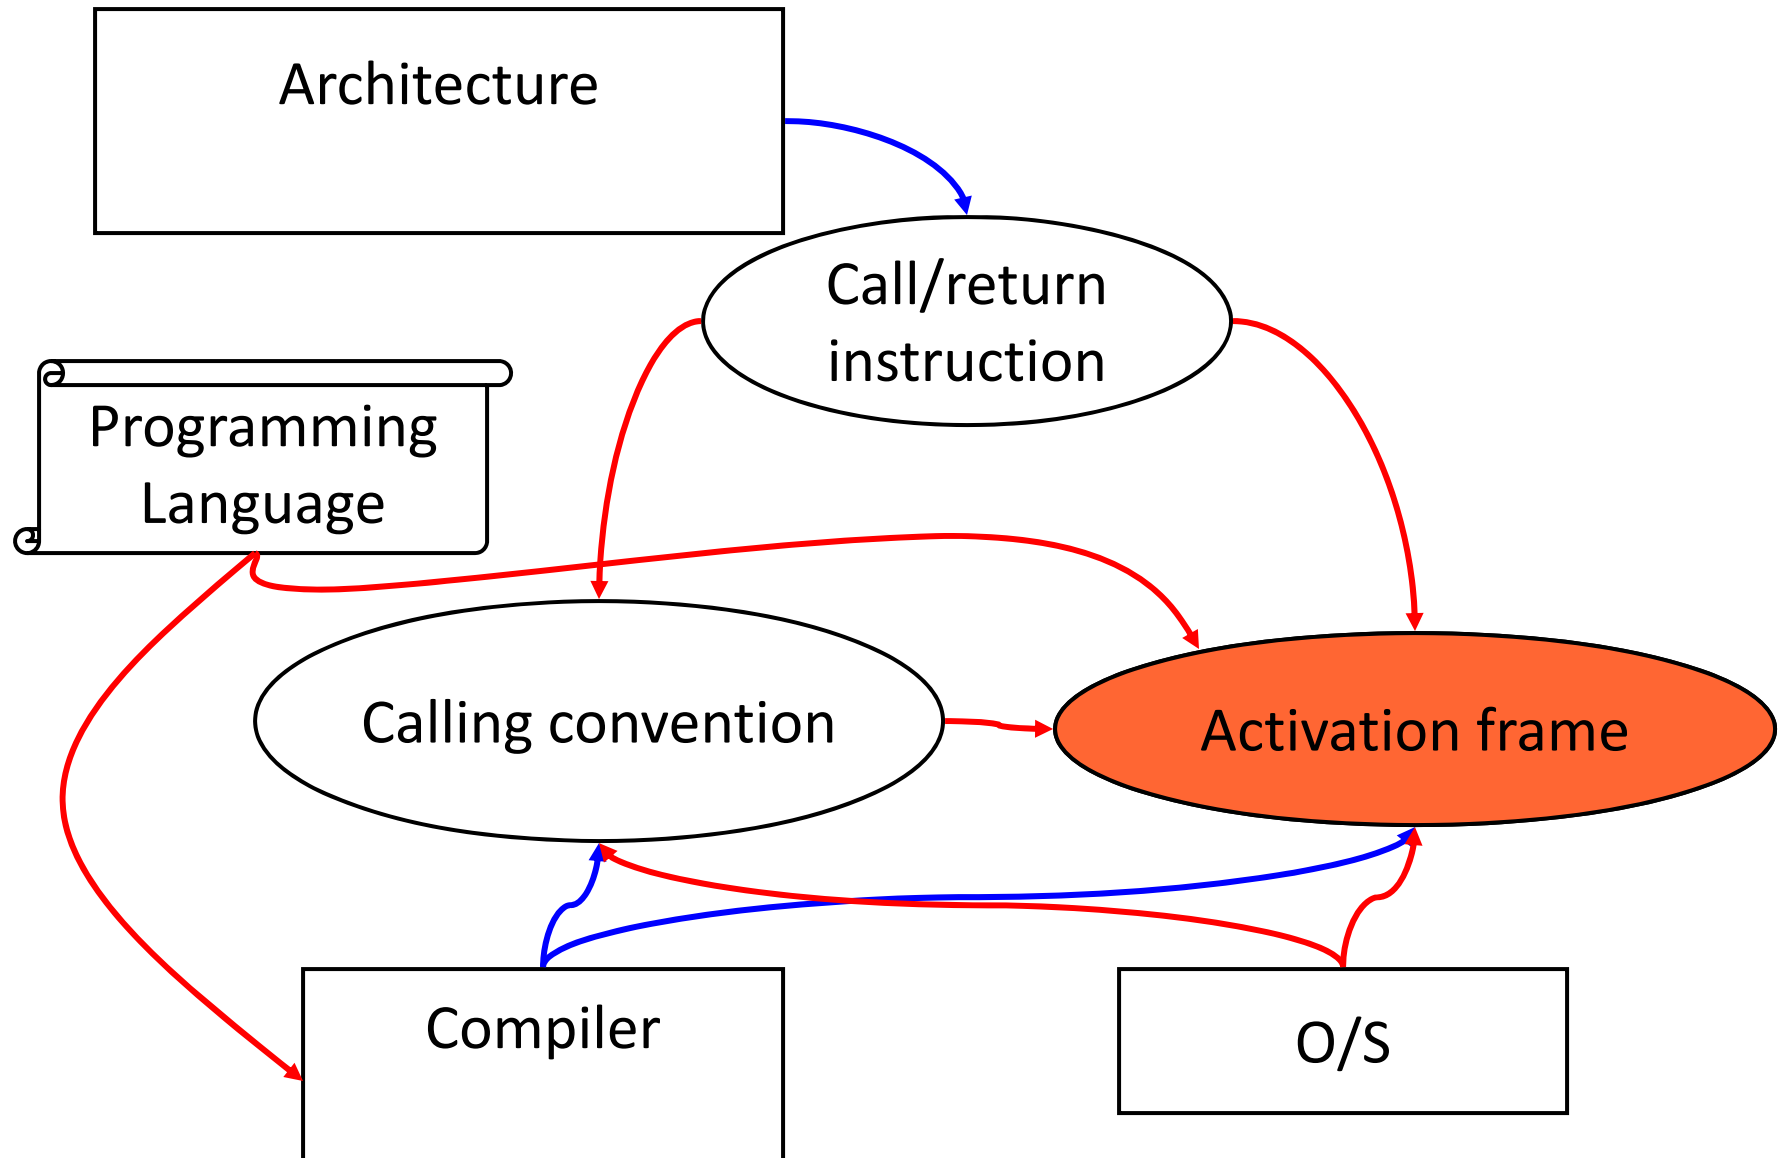 Architecture
Call/return
instruction
Programming
Language
Calling convention
Activation frame
Compiler
O/S